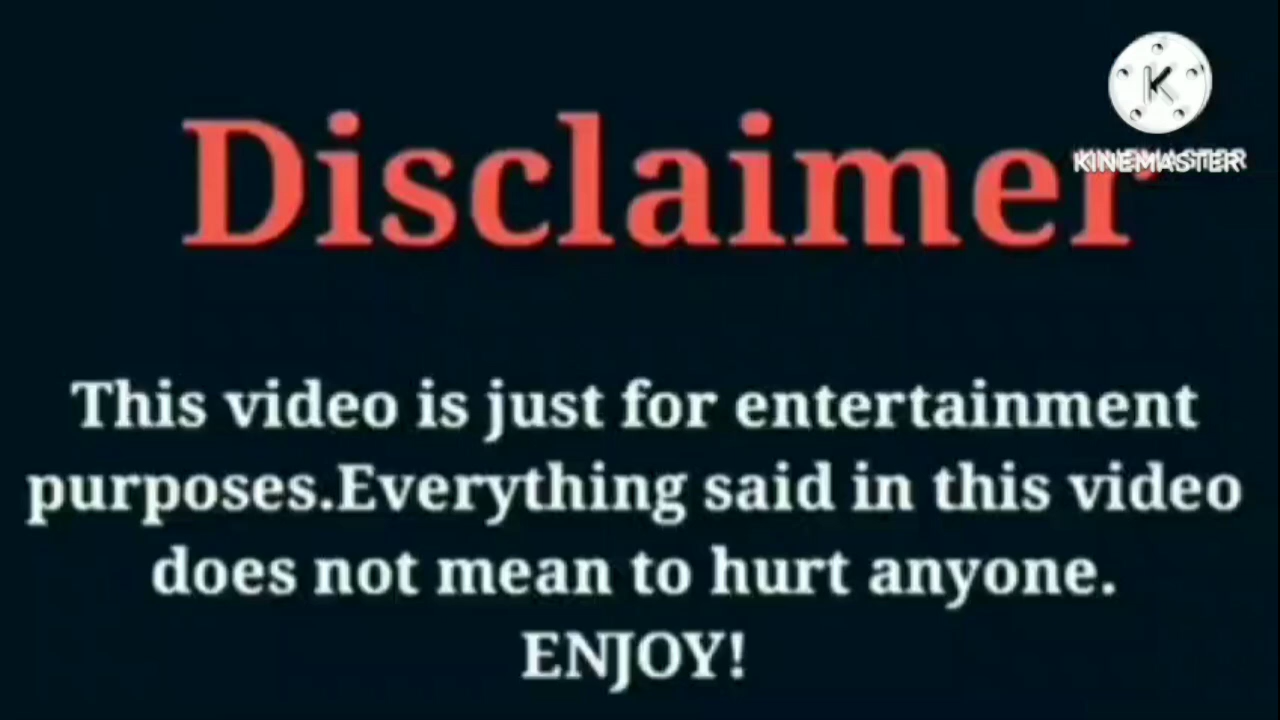 K
KINEMASTER
Disclaimer
This video is just for entertainment
purposes.Everything said in this video
does not mean to hurt anyone.
ENJOY!